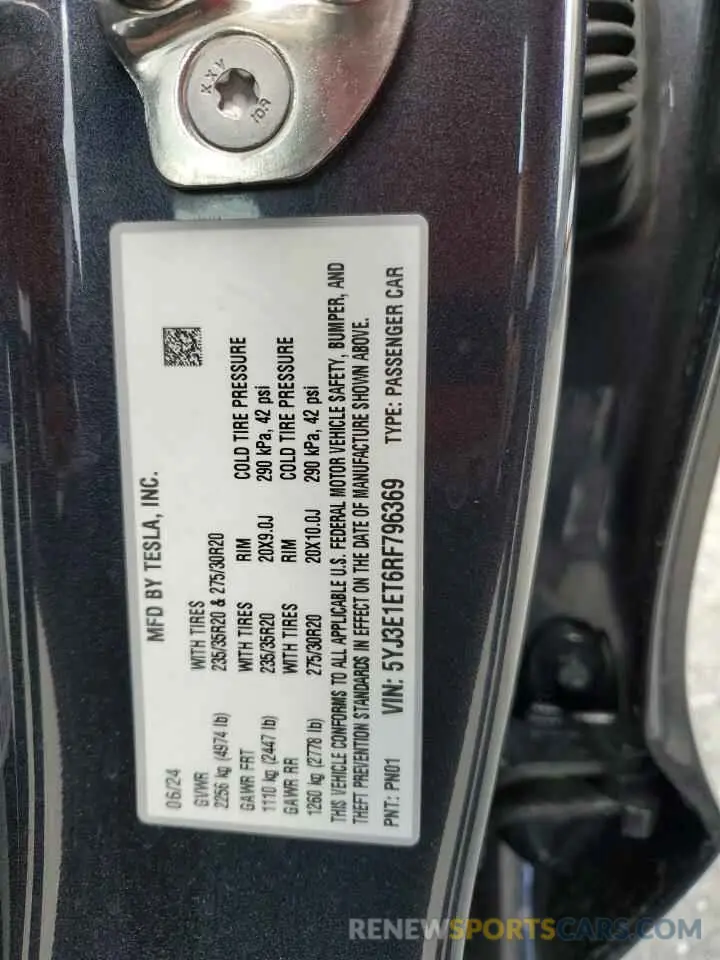 XXX
10.9
MFD BY TESLA, INC.
06/24
GVWR WITH TIRES
2256 kg (4974 lb) 235/35R20 & 275/30R20
GAWR FRT WITH TIRES RIM COLD TIRE PRESSURE
1110 kg (2447 lb) 235/35R20 20X9.0J 290 kPa, 42 psi
GAWR RR WITH TIRES RIM COLD TIRE PRESSURE
1260 kg (2778 lb) 275/30R20 20X10.0J 290 kPa, 42 psi
THIS VEHICLE CONFORMS TO ALL APPLICABLE U.S. FEDERAL MOTOR VEHICLE SAFETY, BUMPER, AND
THEFT PREVENTION STANDARDS IN EFFECT ON THE DATE OF MANUFACTURE SHOWN ABOVE.
PNT: PN01 VIN: 5YJ3E1ET6RF796369 TYPE: PASSENGER CAR
RENEWSPORTSCARS.COM